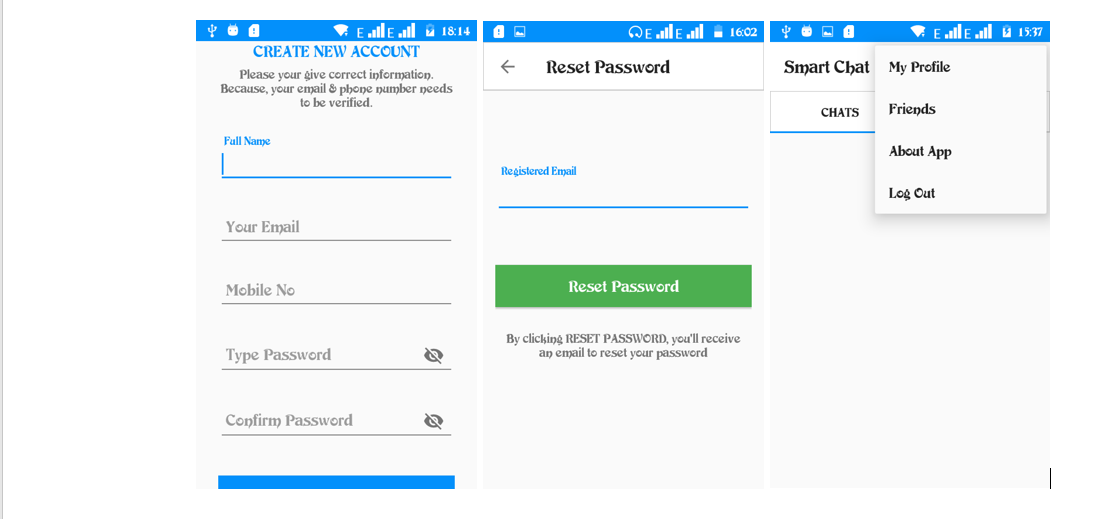 E E 18:14
CREATE NEW ACCOUNT
Please your give correct information.
Because, your email & phone number needs
to be verified.
Full Name
Your Email
Mobile No
Type Password
Confirm Password
E E 16:02
Reset Password
Registered Email
Reset Password
By clicking RESET PASSWORD, you'll receive
an email to reset your password
E E 15:37
Smart Chat
CHATS
My Profile
Friends
About App
Log Out